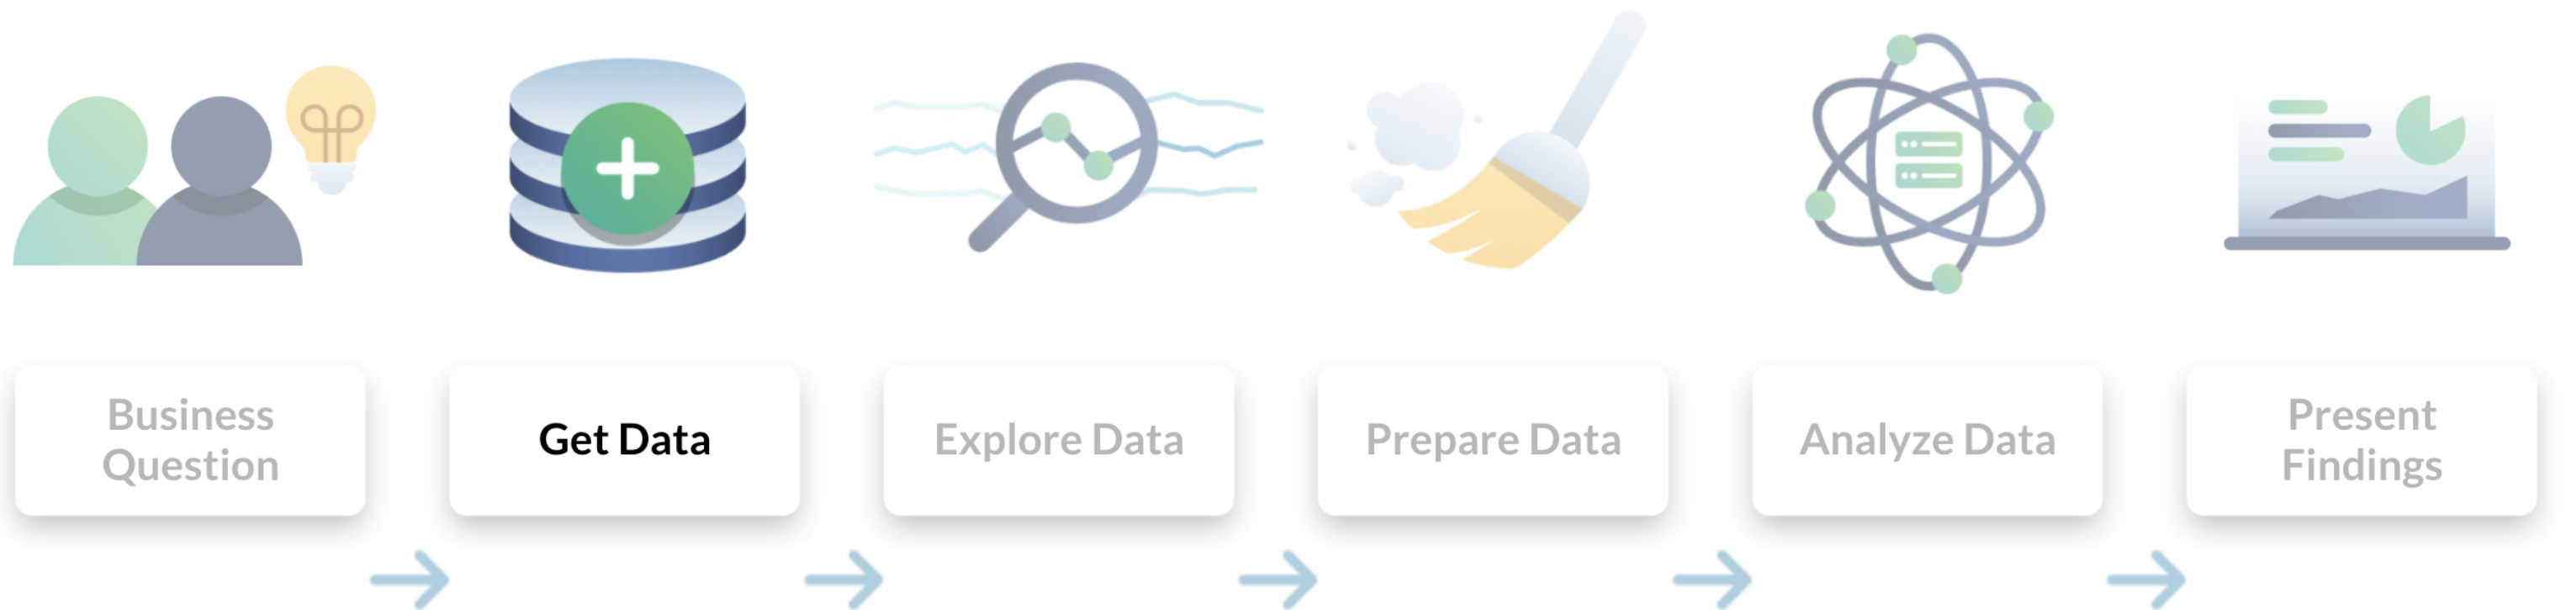 Business
Question
Get Data
Explore Data
Prepare Data
Analyze Data
Present
Findings